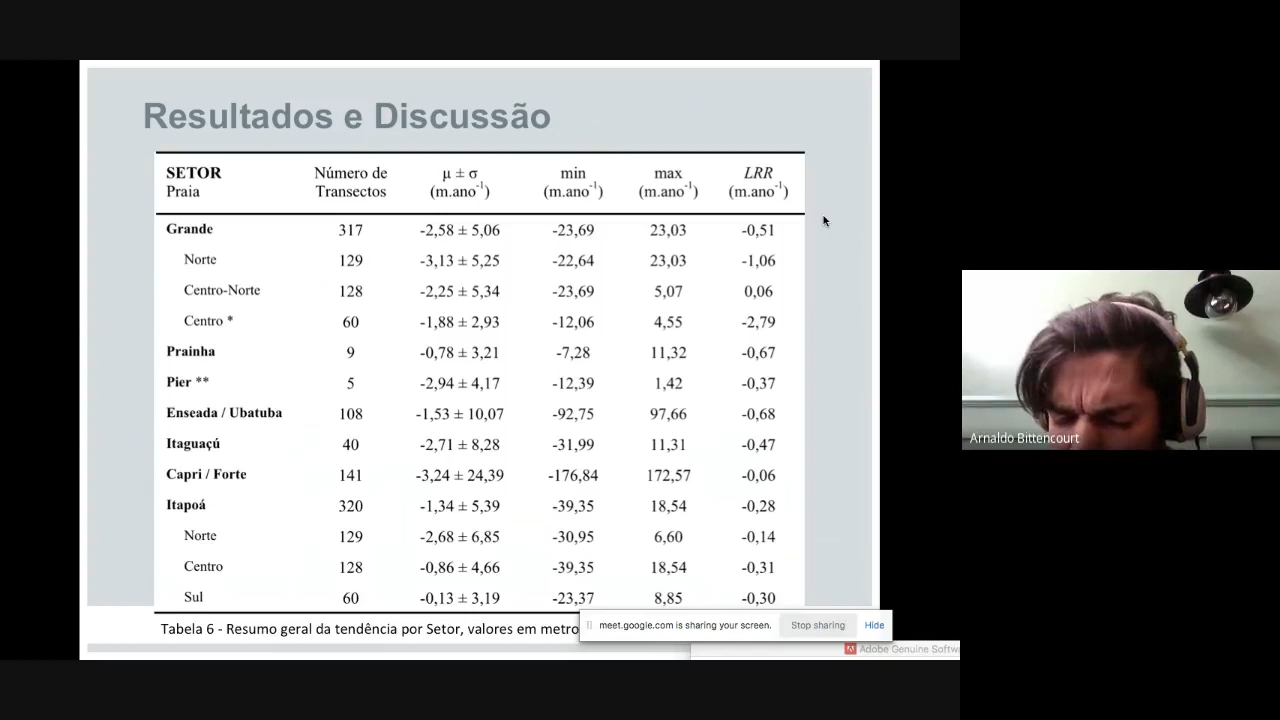 Resultados e Discussão
SETOR Número de μ ± σ min max LRR
Praia Transectos (m.ano-1) (m.ano-1) (m.ano-1) (m.ano-1)
Grande 317 -2,58 ± 5,06 -23,69 23,03 -0,51
Norte 129 -3,13 ± 5,25 -22,64 23,03 -1,06
Centro-Norte 128 -2,25 ± 5,34 -23,69 5,07 0,06
Centro * 60 -1,88 ± 2,93 -12,06 4,55 -2,79
Prainha 9 -0,78 ± 3,21 -7,28 11,32 -0,67
Pier ** 5 -2,94 ± 4,17 -12,39 1,42 -0,37
Enseada / Ubatuba 108 -1,53 ± 10,07 -92,75 97,66 -0,68
Itaguaçú 40 -2,71 ± 8,28 -31,99 11,31 -0,47
Capri / Forte 141 -3,24 ± 24,39 -176,84 172,57 -0,06
Itapoá 320 -1,34 ± 5,39 -39,35 18,54 -0,28
Norte 129 -2,68 ± 6,85 -30,95 6,60 -0,14
Centro 128 -0,86 ± 4,66 -39,35 18,54 -0,31
Sul 60 -0,13 ± 3,19 -23,37 8,85 -0,30
Tabela 6 - Resumo geral da tendência por Setor, valores em metro
meet.google.com is sharing your screen. Stop sharing Hide
Adobe Genuine Softw
Arnaldo Bittencourt